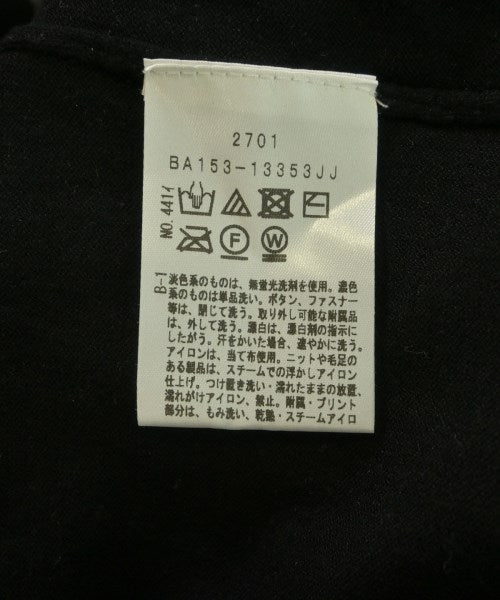 2701
BA153-13353JJ
NO.441イ
F
W
B-1
淡色系のものは、無蛍光洗剤を使用。濃色
系のものは単品洗い。ボタン、ファスナー
等は、閉じて洗う。取り外し可能な附属品
は、外して洗う。漂白は、漂白剤の指示に
したがう。汗をかいた場合、速やかに洗う。
アイロンは、当て布使用。ニットや毛足の
ある製品は、スチームでの浮かしアイロン
仕上げ。つけ置き洗い・濡れたままの放置、
濡れがけアイロン、禁止。附属・プリント
部分は、もみ洗い、乾熱・スチームアイロ